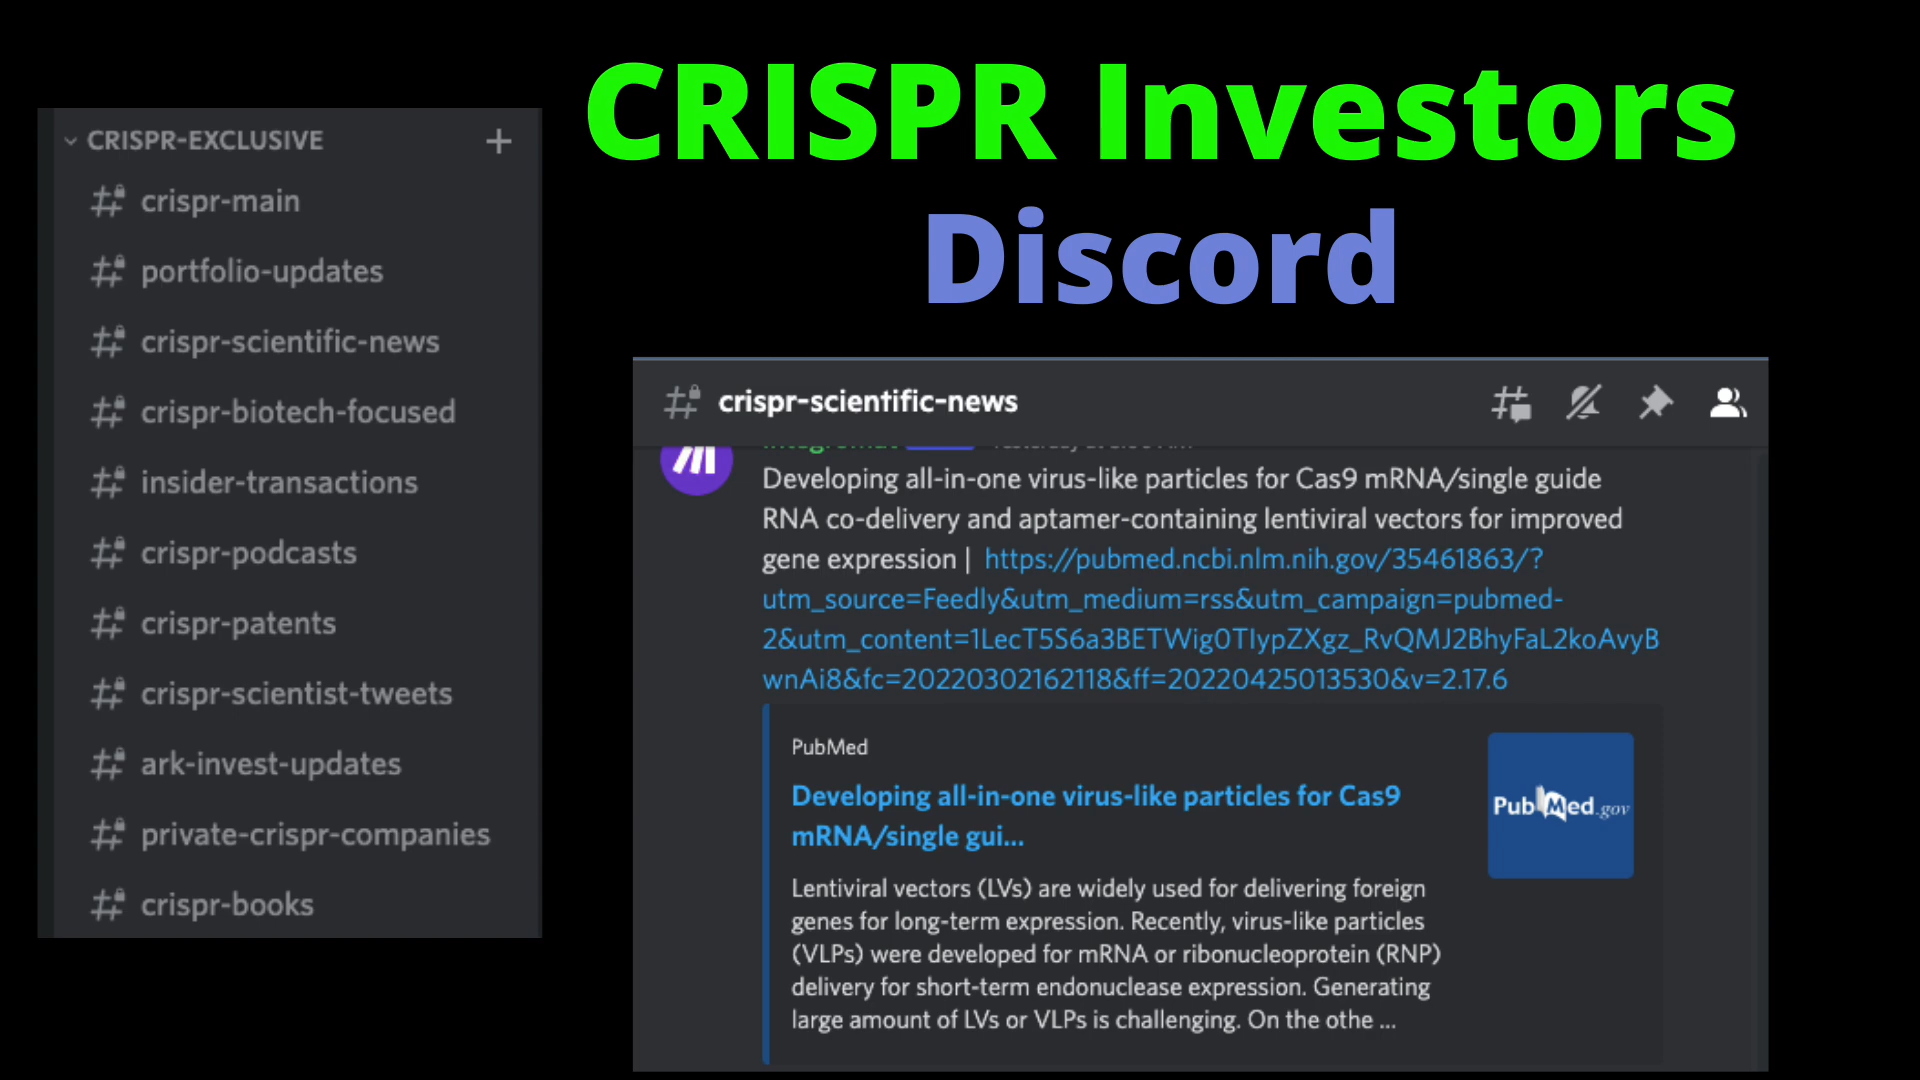 CRISPR Investors
Discord
CRISPR-EXCLUSIVE
crispr-main
portfolio-updates
crispr-scientific-news
crispr-biotech-focused
insider-transactions
crispr-podcasts
crispr-patents
crispr-scientist-tweets
ark-invest-updates
private-crispr-companies
crispr-books
crispr-scientific-news
Developing all-in-one virus-like particles for Cas9 mRNA/single guide
RNA co-delivery and aptamer-containing lentiviral vectors for improved
gene expression | https://pubmed.ncbi.nlm.nih.gov/35461863/?
utm_source=Feedly&utm_medium=rss&utm_campaign=pubmed-
2&utm_content=1LecT5S6a3BETWig0TIypZXgz_RvQMJ2BhyFaL2koAvyB
wnAi8&fc=20220302162118&ff=20220425013530&v=2.17.6
PubMed
Developing all-in-one virus-like particles for Cas9
mRNA/single gui...
PubMed.gov
Lentiviral vectors (LVs) are widely used for delivering foreign
genes for long-term expression. Recently, virus-like particles
(VLPs) were developed for mRNA or ribonucleoprotein (RNP)
delivery for short-term endonuclease expression. Generating
large amount of LVs or VLPs is challenging. On the othe ...